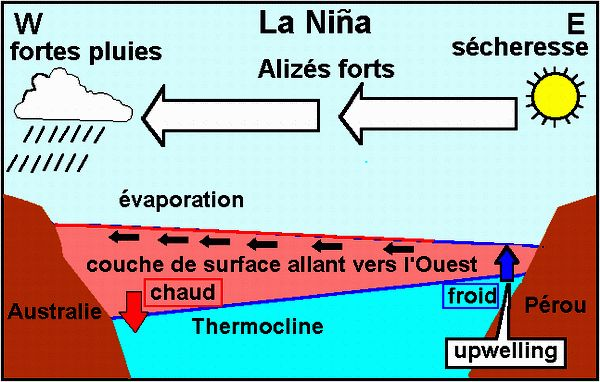 W
La Niña
E
fortes pluies
sécheresse
Alizés forts
évaporation
couche de surface allant vers l'Ouest
chaud
froid
Australie
Pérou
Thermocline
upwelling